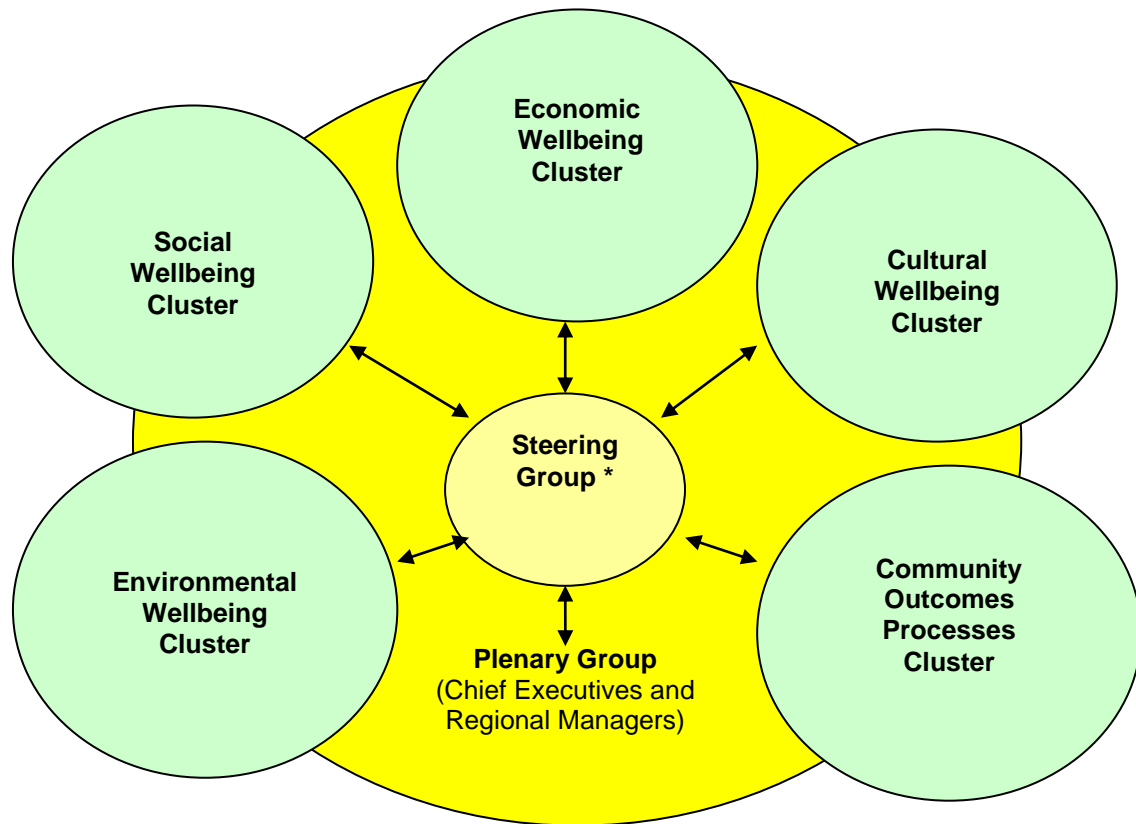 Economic
Wellbeing
Cluster
Social
Wellbeing
Cluster
Cultural
Wellbeing
Cluster
Steering
Group *
Environmental
Wellbeing
Cluster
Community
Outcomes
Processes
Cluster
Plenary Group
(Chief Executives and
Regional Managers)